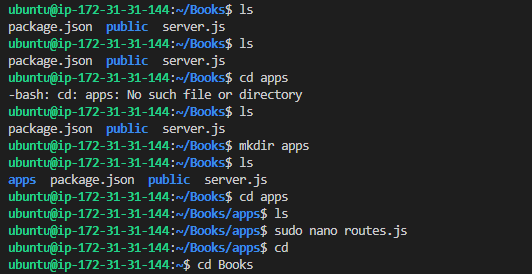 ubuntu@ip-172-31-31-144:~/Books$ ls
package.json  public  server.js
ubuntu@ip-172-31-31-144:~/Books$ ls
package.json  public  server.js
ubuntu@ip-172-31-31-144:~/Books$ cd apps
-bash: cd: apps: No such file or directory
ubuntu@ip-172-31-31-144:~/Books$ ls
package.json  public  server.js
ubuntu@ip-172-31-31-144:~/Books$ mkdir apps
ubuntu@ip-172-31-31-144:~/Books$ ls
apps  package.json  public  server.js
ubuntu@ip-172-31-31-144:~/Books$ cd apps
ubuntu@ip-172-31-31-144:~/Books/apps$ ls
ubuntu@ip-172-31-31-144:~/Books/apps$ sudo nano routes.js
ubuntu@ip-172-31-31-144:~/Books/apps$ cd
ubuntu@ip-172-31-31-144:~$ cd Books